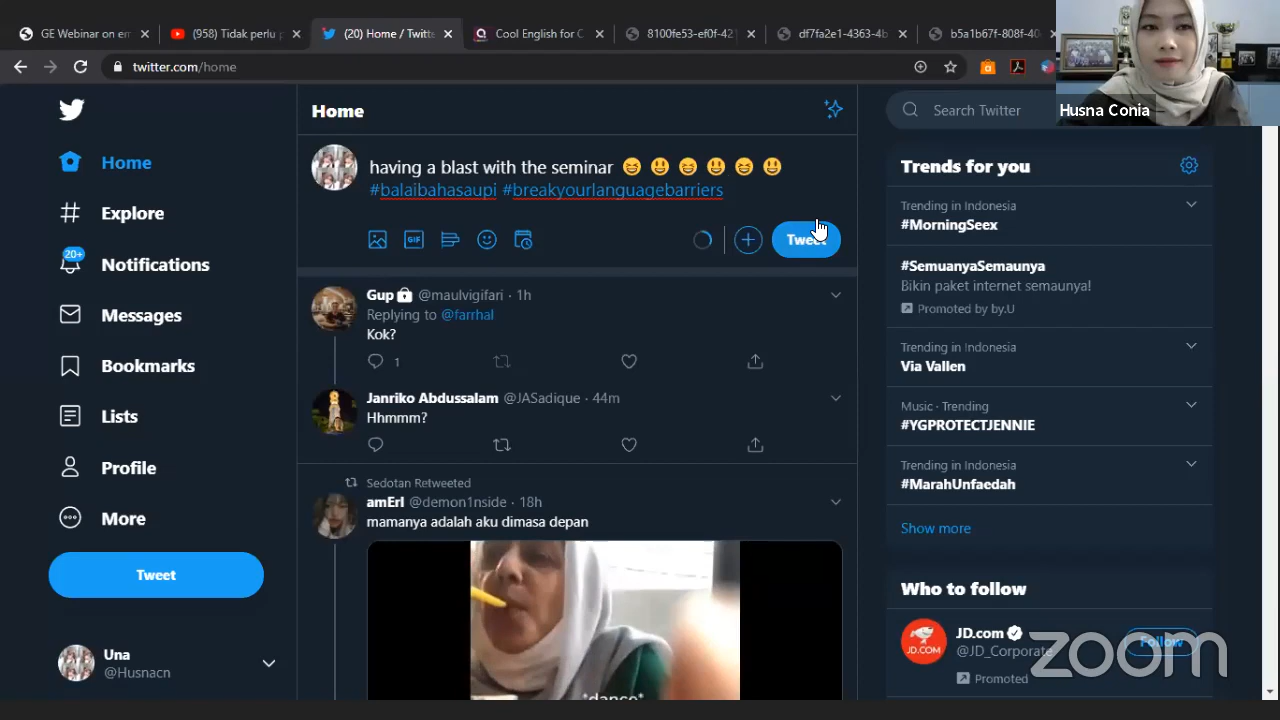 GE Webinar on em
(958) Tidak perlu p
(20) Home / Twitte
Cool English for C
8100fe53-ef0f-421
df7fa2e1-4363-4b
b5a1b67f-808f-40
twitter.com/home
Husna Conia
Home
Explore
20+
Notifications
Messages
Bookmarks
Lists
Profile
More
Tweet
Una
@Husnacn
Home
having a blast with the seminar 😆 😃 😆 😃 😆 😃
#balaibahasaupi #breakyourlanguagebarriers
GIF
Tweet
Gup @maulvigifari · 1h
Replying to @farrhal
Kok?
1
Janriko Abdussalam @JASadique · 44m
Hhmmm?
Sedotan Retweeted
amErl @demon1nside · 18h
mamanya adalah aku dimasa depan
*dance*
Search Twitter
Trends for you
Trending in Indonesia
#MorningSeex
#SemuanyaSemaunya
Bikin paket internet semaunya!
Promoted by by.U
Trending in Indonesia
Via Vallen
Music · Trending
#YGPROTECTJENNIE
Trending in Indonesia
#MarahUnfaedah
Show more
Who to follow
JD.com
@JD_Corporate
Follow
Promoted
zoom